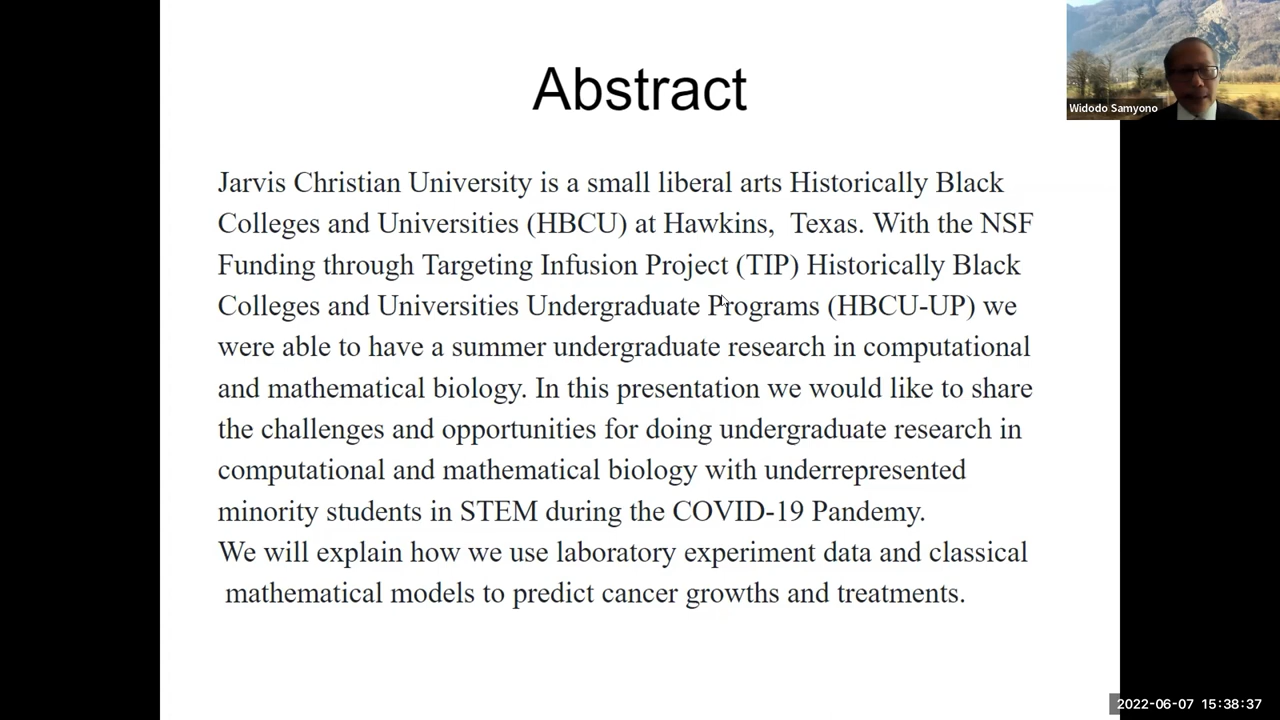 Abstract
Widodo Samyono
Jarvis Christian University is a small liberal arts Historically Black
Colleges and Universities (HBCU) at Hawkins,  Texas. With the NSF
Funding through Targeting Infusion Project (TIP) Historically Black
Colleges and Universities Undergraduate Programs (HBCU-UP) we
were able to have a summer undergraduate research in computational
and mathematical biology. In this presentation we would like to share
the challenges and opportunities for doing undergraduate research in
computational and mathematical biology with underrepresented
minority students in STEM during the COVID-19 Pandemy.
We will explain how we use laboratory experiment data and classical
mathematical models to predict cancer growths and treatments.
2022-06-07 15:38:37